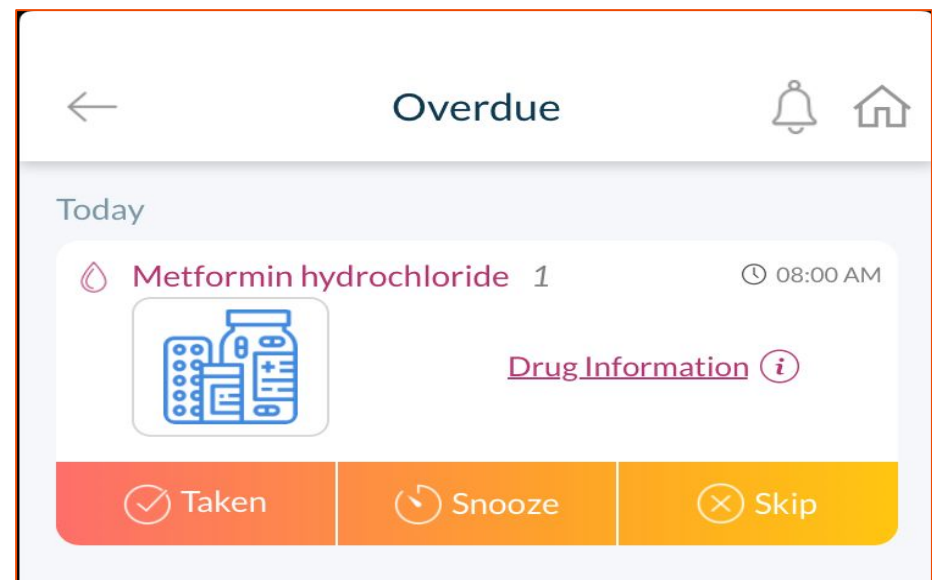 Overdue
Today
Metformin hydrochloride 1 08:00 AM
Drug Information i
Taken Snooze Skip